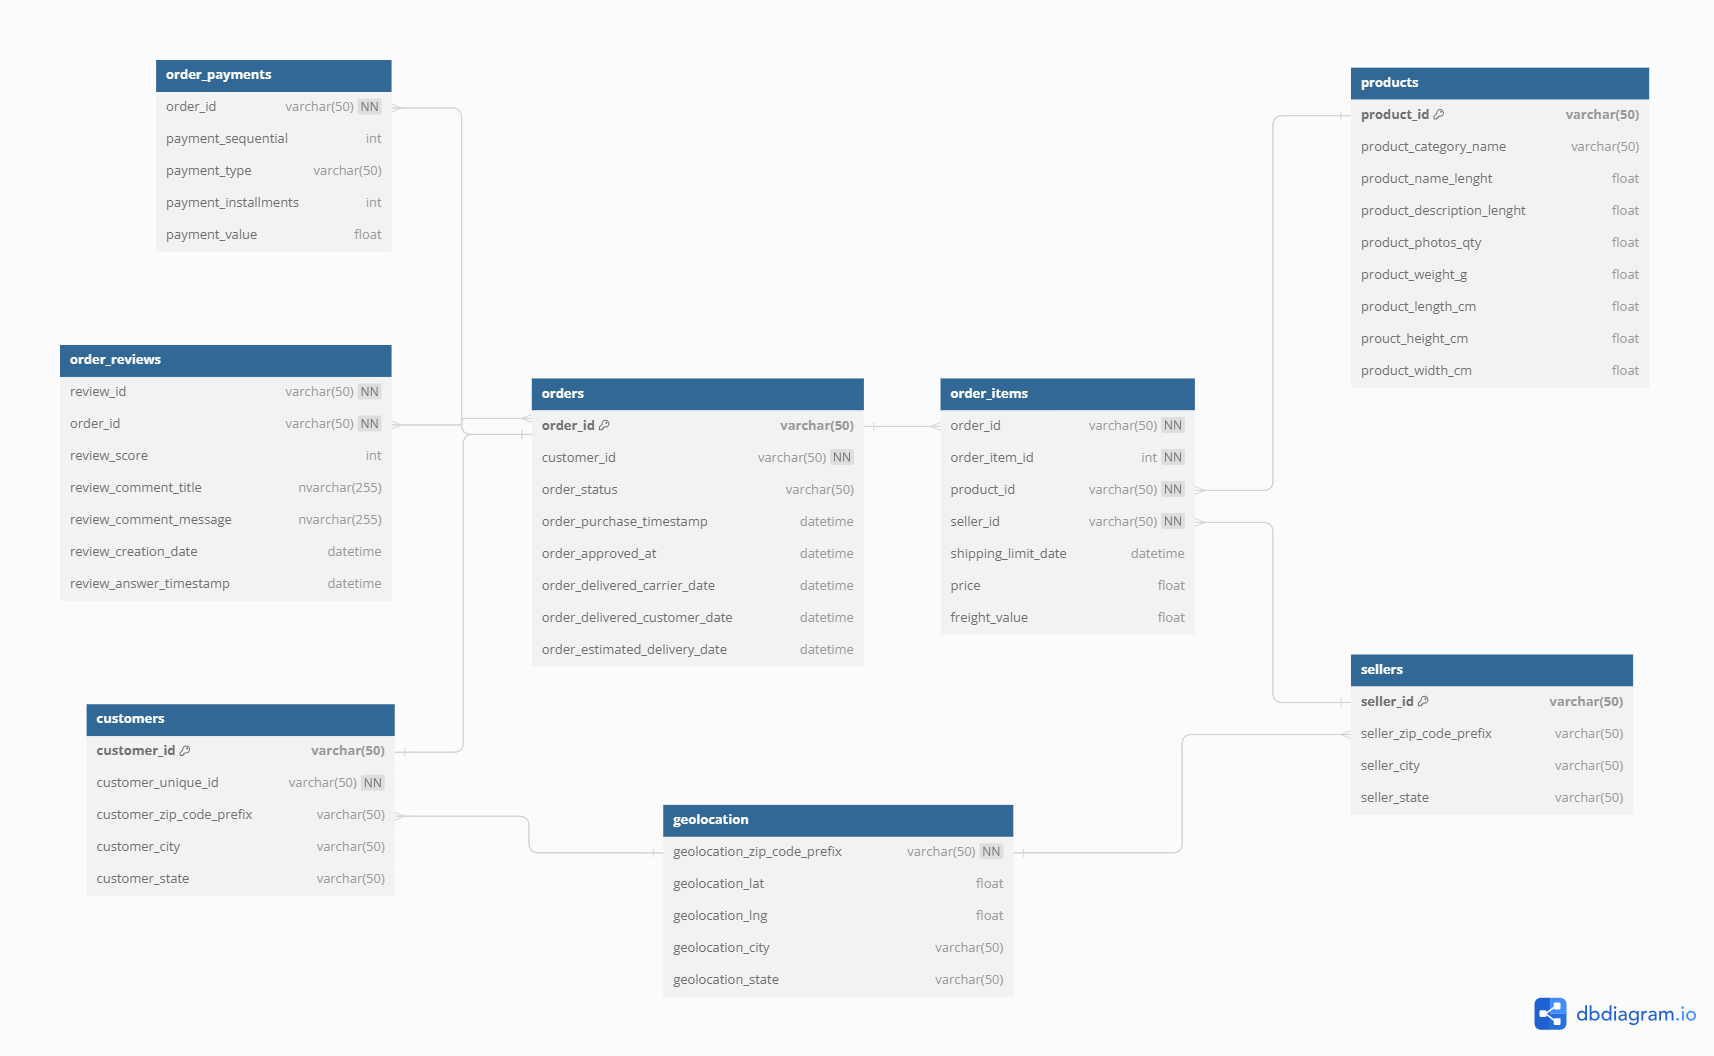 order_payments
order_id varchar(50) NN
payment_sequential int
payment_type varchar(50)
payment_installments int
payment_value float
products
product_id varchar(50)
product_category_name varchar(50)
product_name_lenght float
product_description_lenght float
product_photos_qty float
product_weight_g float
product_length_cm float
prouct_height_cm float
product_width_cm float
order_reviews
review_id varchar(50) NN
order_id varchar(50) NN
review_score int
review_comment_title nvarchar(255)
review_comment_message nvarchar(255)
review_creation_date datetime
review_answer_timestamp datetime
orders
order_id varchar(50)
customer_id varchar(50) NN
order_status varchar(50)
order_purchase_timestamp datetime
order_approved_at datetime
order_delivered_carrier_date datetime
order_delivered_customer_date datetime
order_estimated_delivery_date datetime
order_items
order_id varchar(50) NN
order_item_id int NN
product_id varchar(50) NN
seller_id varchar(50) NN
shipping_limit_date datetime
price float
freight_value float
sellers
seller_id varchar(50)
seller_zip_code_prefix varchar(50)
seller_city varchar(50)
seller_state varchar(50)
customers
customer_id varchar(50)
customer_unique_id varchar(50) NN
customer_zip_code_prefix varchar(50)
customer_city varchar(50)
customer_state varchar(50)
geolocation
geolocation_zip_code_prefix varchar(50) NN
geolocation_lat float
geolocation_lng float
geolocation_city varchar(50)
geolocation_state varchar(50)
dbdiagram.io